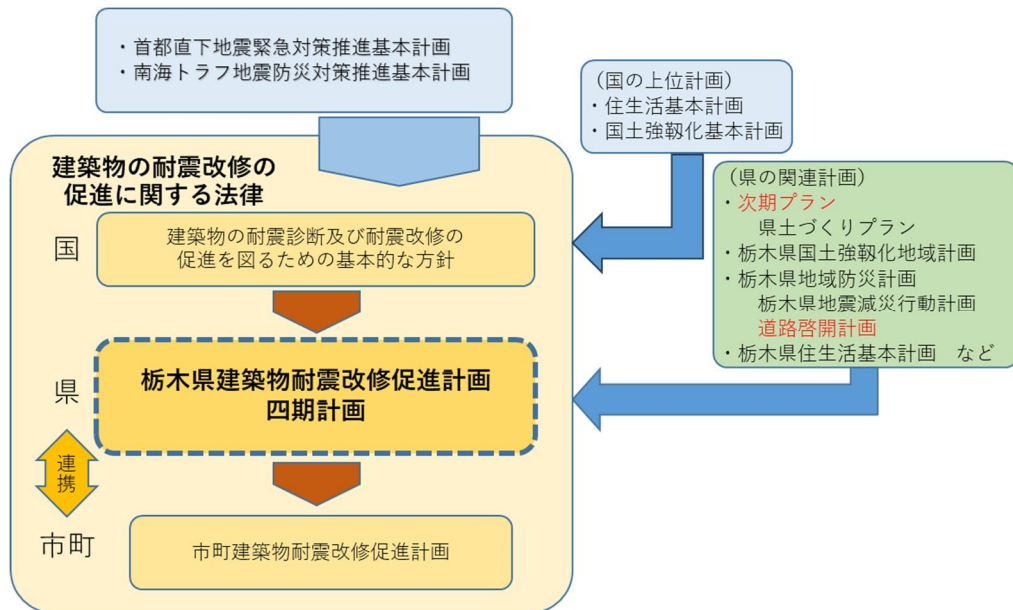 ・首都直下地震緊急対策推進基本計画
・南海トラフ地震防災対策推進基本計画
（国の上位計画）
・住生活基本計画
・国土強靱化基本計画
建築物の耐震改修の
促進に関する法律
（県の関連計画）
・次期プラン
県土づくりプラン
・栃木県国土強靱化地域計画
・栃木県地域防災計画
栃木県地震減災行動計画
道路啓開計画
・栃木県住生活基本計画　など
国
建築物の耐震診断及び耐震改修の
促進を図るための基本的な方針
県
栃木県建築物耐震改修促進計画
四期計画
連携
市町
市町建築物耐震改修促進計画